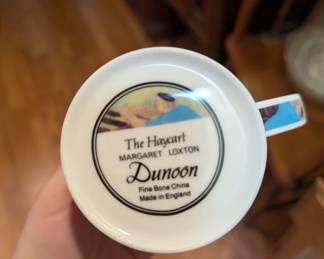 The Haycart
MARGARET LOXTON
Dunoon
Fine Bone China
Made in England